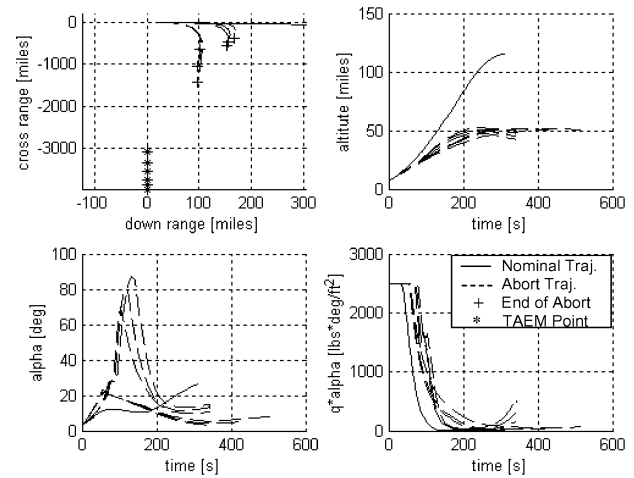 0
-1000
-2000
-3000
cross range [miles]
-100
0
100
200
300
down range [miles]
150
100
50
0
altitute [miles]
0
200
400
600
time [s]
100
80
60
40
20
0
alpha [deg]
0
200
400
600
time [s]
3000
2000
1000
0
q*alpha [lbs*deg/ft²]
Nominal Traj.
Abort Traj.
End of Abort
TAEM Point
0
200
400
600
time [s]